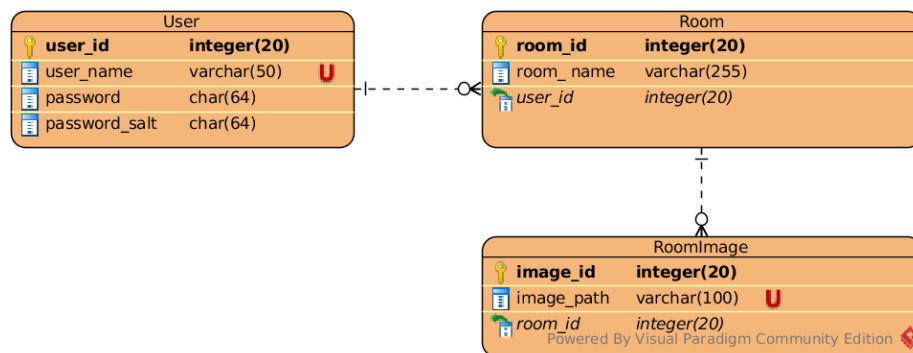 User
user_id integer(20)
user_name varchar(50) U
password char(64)
password_salt char(64)
Room
room_id integer(20)
room_ name varchar(255)
user_id integer(20)
RoomImage
image_id integer(20)
image_path varchar(100) U
room_id integer(20)
Powered By Visual Paradigm Community Edition